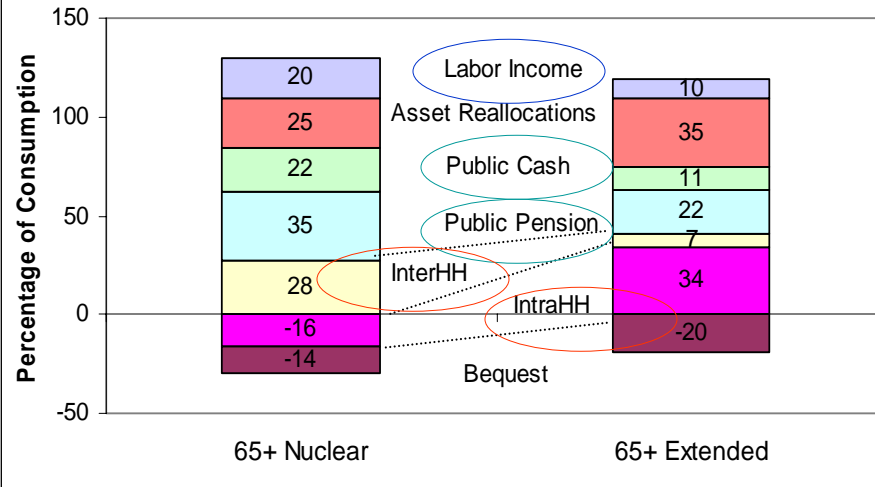 150
100
50
0
-50
Percentage of Consumption
20
25
22
35
28
-16
-14
Labor Income
Asset Reallocations
Public Cash
Public Pension
InterHH
IntraHH
Bequest
10
35
11
22
7
34
-20
65+ Nuclear
65+ Extended